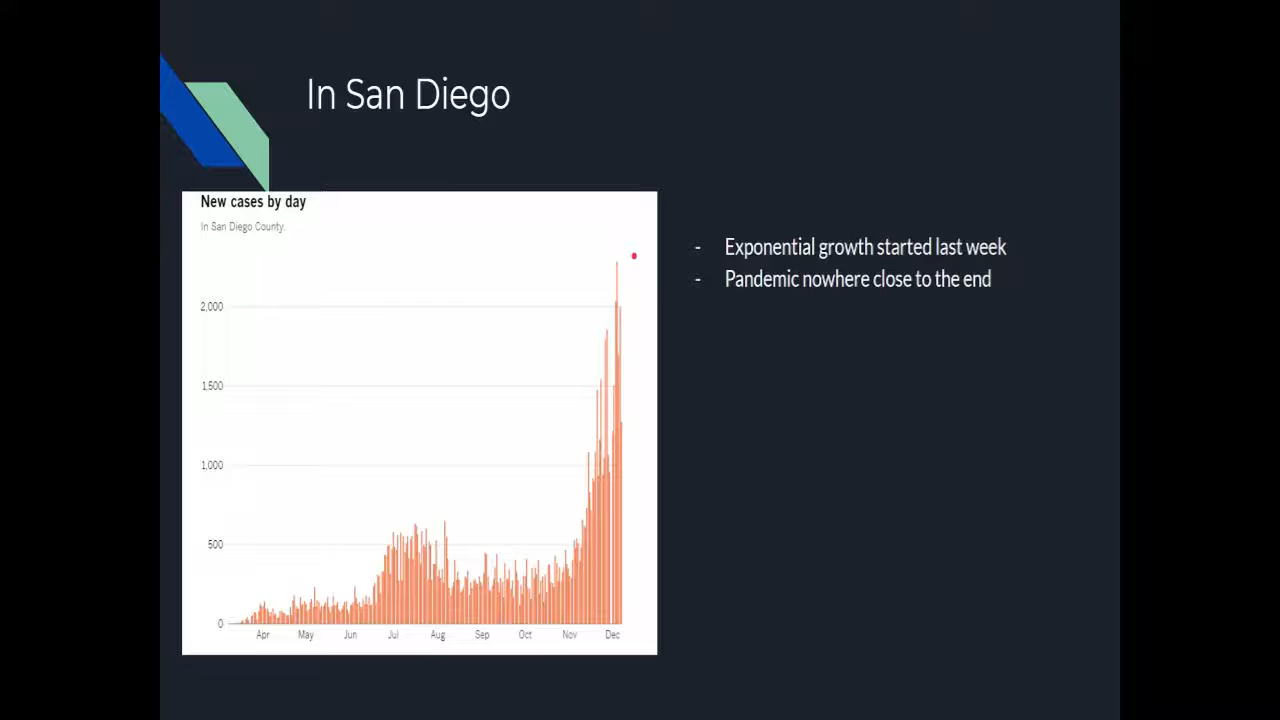 In San Diego
New cases by day
In San Diego County.
2,000
1,500
1,000
500
0
Apr May Jun Jul Aug Sep Oct Nov Dec
- Exponential growth started last week
- Pandemic nowhere close to the end